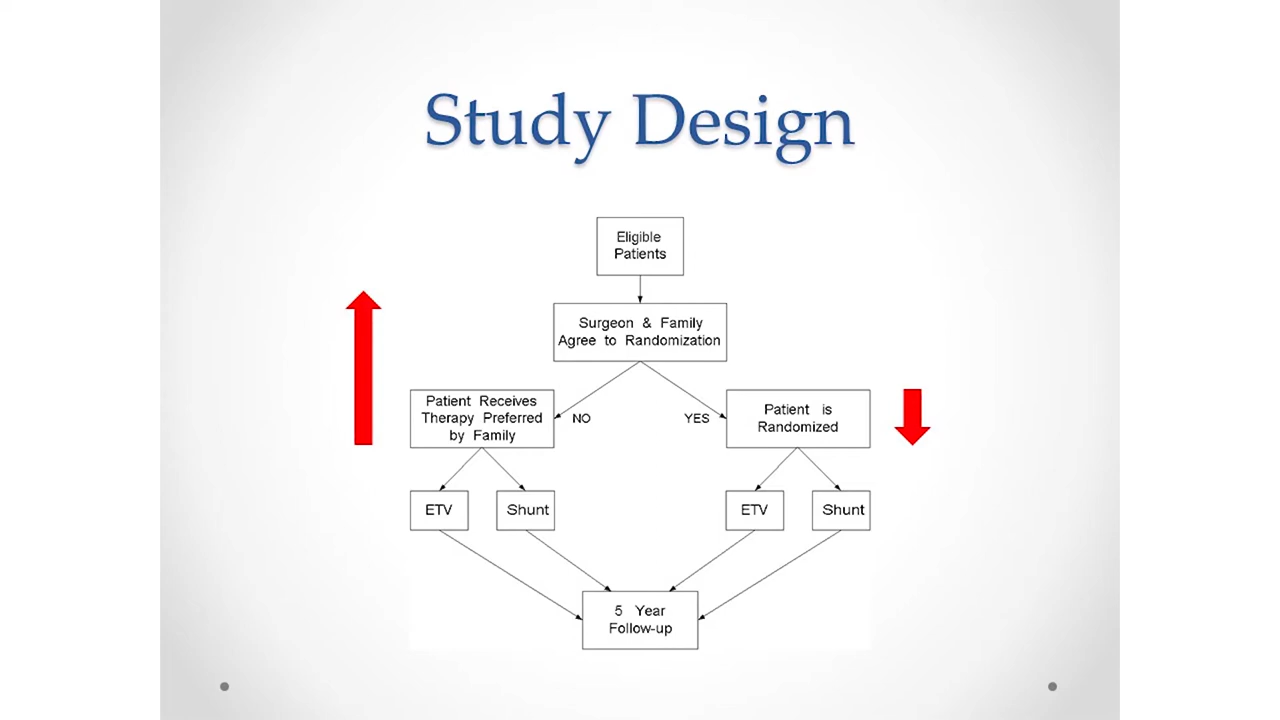 Study Design
Eligible
Patients
Surgeon & Family
Agree to Randomization
Patient Receives
Therapy Preferred
by Family
NO
YES
Patient is
Randomized
ETV
Shunt
ETV
Shunt
5 Year
Follow-up